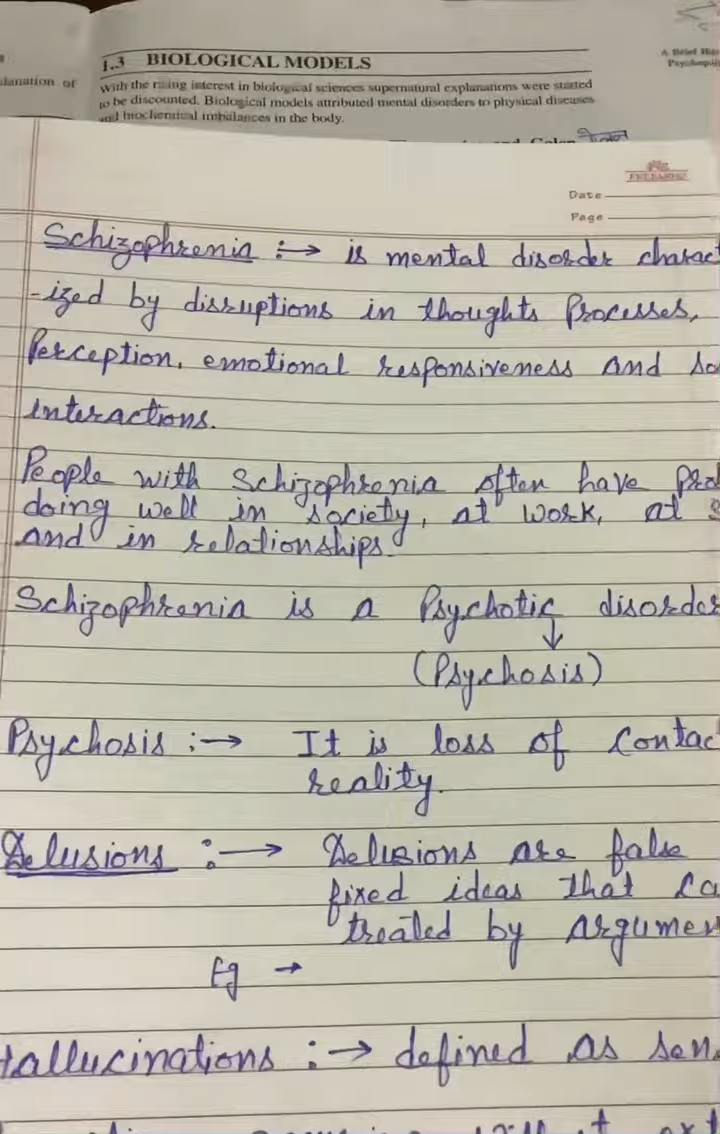 1.3 BIOLOGICAL MODELS
A Brief
lanation of
With the rising interest in biological sciences supernatural explanations were started
to be discounted. Biological models attributed mental disorders to physical diseases
and biochemical imbalances in the body.
Date
Page
Schizophrenia :→ is mental disorder charact
-ized by disruptions in thoughts Processes,
Perception, emotional responsiveness and so
interactions.
People with Schizophrenia often have pro
doing well in society, at work, at s
and in relationships
Schizophrenia is a Psychotic disorder
↓
(Psychosis)
Psychosis :→ It is loss of Contac
reality.
Delusions :→ Delusions are false
fixed ideas that ca
treated by argumen
Eg →
Hallucinations :→ defined as sen